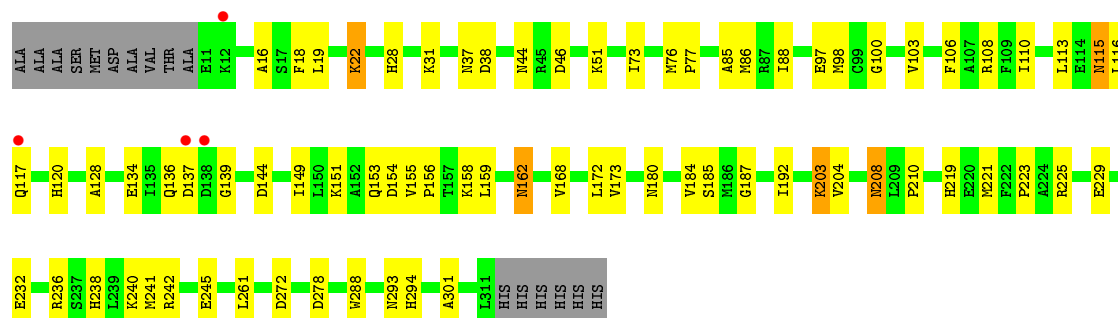 ALA ALA ALA SER MET ASP ALA VAL THR ALA E11 K12 A16 S17 F18 L19 K22 H28 K31 N37 D38 N44 R45 D46 K51 I73 M76 P77 A85 M86 R87 I88 E97 M98 C99 G100 V103 F106 A107 R108 F109 I110 L113 E114 N115 L116
Q117 H120 A128 E134 I135 Q136 D137 D138 G139 D144 I149 L150 K151 A152 Q153 D154 V155 P156 T157 K158 L159 N162 V168 L172 V173 N180 V184 S185 M186 G187 I192 K203 V204 N208 L209 P210 H219 E220 M221 F222 P223 A224 R225 E229
E232 R236 S237 H238 L239 K240 M241 R242 E245 L261 D272 D278 W288 N293 H294 A301 L311 HIS HIS HIS HIS HIS HIS